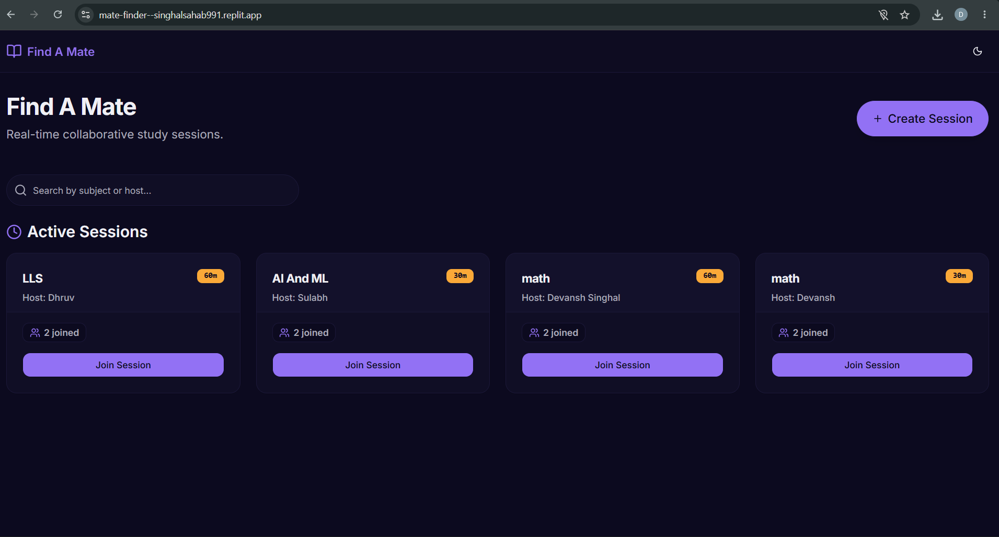 mate-finder--singhalsahab991.replit.app
D
Find A Mate
Find A Mate
Real-time collaborative study sessions.
+ Create Session
Search by subject or host...
Active Sessions
LLS
60m
Host: Dhruv
2 joined
Join Session
AI And ML
30m
Host: Sulabh
2 joined
Join Session
math
60m
Host: Devansh Singhal
2 joined
Join Session
math
30m
Host: Devansh
2 joined
Join Session